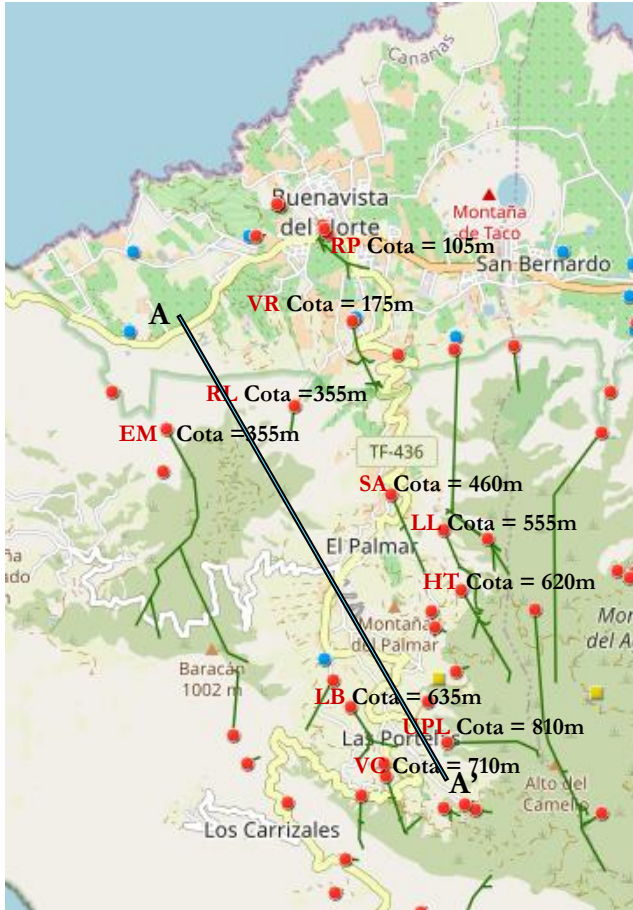 Canarias
Buenavista
del Norte
Montaña
de Taco
RP Cota = 105m
San Bernardo
VR Cota = 175m
A
RL Cota =355m
EM Cota =355m
TF-436
SA Cota = 460m
LL Cota = 555m
El Palmar
HT Cota = 620m
Montaña
del Palmar
Baracán
1002 m
LB Cota = 635m
UPL Cota = 810m
Las Portelas
VC Cota = 710m
A'
Alto del
Camello
Los Carrizales